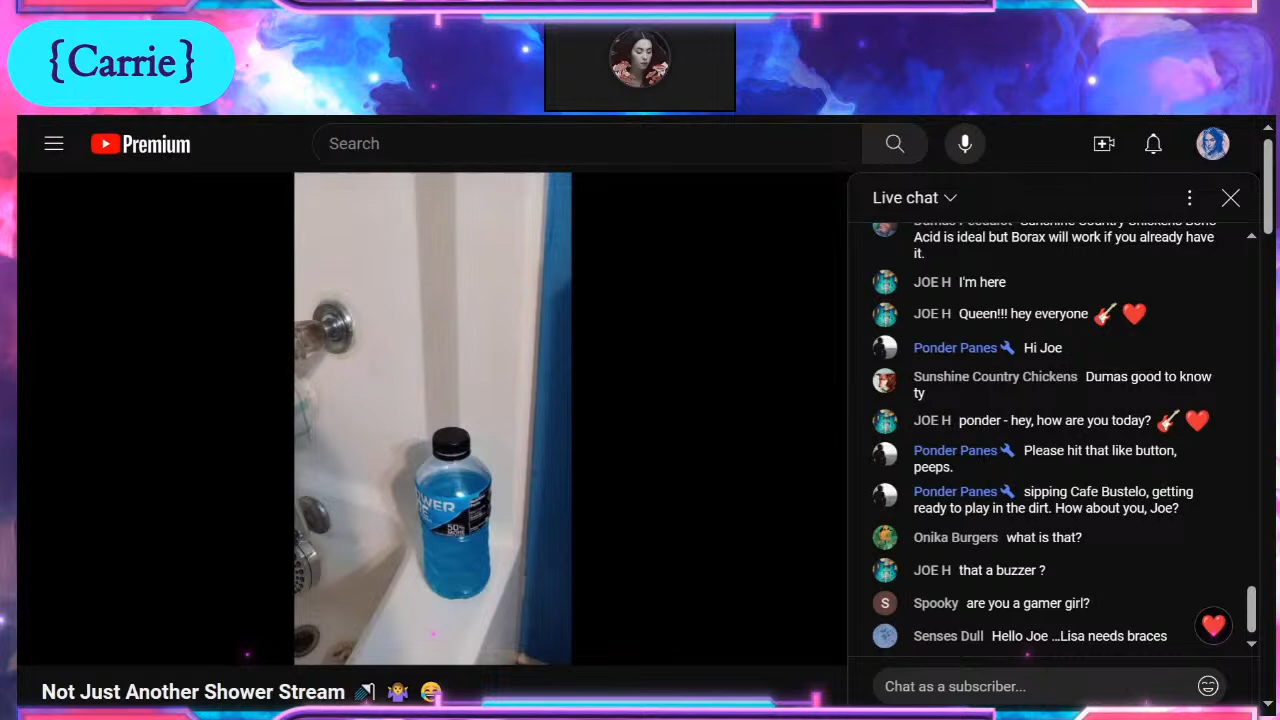 {Carrie}
Premium
Search
Live chat
Acid is ideal but Borax will work if you already have
it.
JOE H I'm here
JOE H Queen!!! hey everyone 🎸 ❤️
Ponder Panes Hi Joe
Sunshine Country Chickens Dumas good to know
ty
JOE H ponder - hey, how are you today? 🎸 ❤️
Ponder Panes Please hit that like button,
peeps.
Ponder Panes sipping Cafe Bustelo, getting
ready to play in the dirt. How about you, Joe?
Onika Burgers what is that?
JOE H that a buzzer ?
S Spooky are you a gamer girl?
Senses Dull Hello Joe ...Lisa needs braces
Chat as a subscriber...
50%
MORE
Not Just Another Shower Stream 🚿 🤷‍♀️ 😂